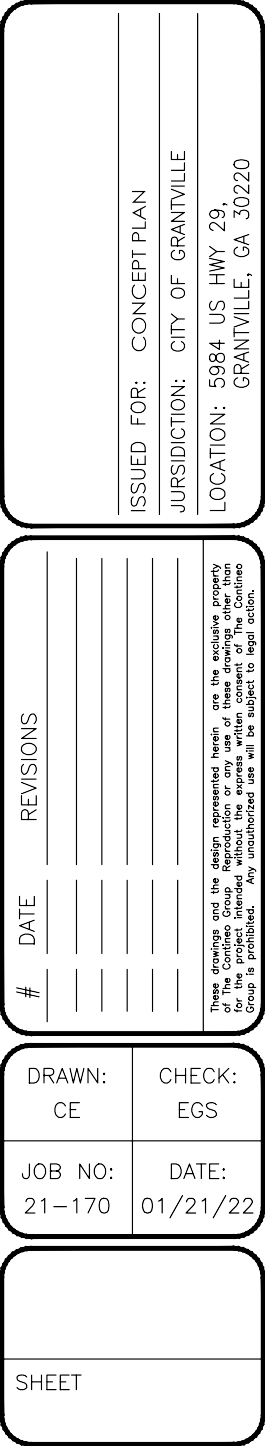 ISSUED FOR: CONCEPT PLAN
JURSIDICTION: CITY OF GRANTVILLE
LOCATION: 5984 US HWY 29,
GRANTVILLE, GA 30220
# DATE REVISIONS
These drawings and the design represented herein are the exclusive property
of The Contineo Group Reproduction or any use of these drawings other than
for the project intended without the express written consent of The Contineo
Group is prohibited. Any unauthorized use will be subject to legal action.
DRAWN: CHECK:
CE EGS
JOB NO: DATE:
21-170 01/21/22
SHEET